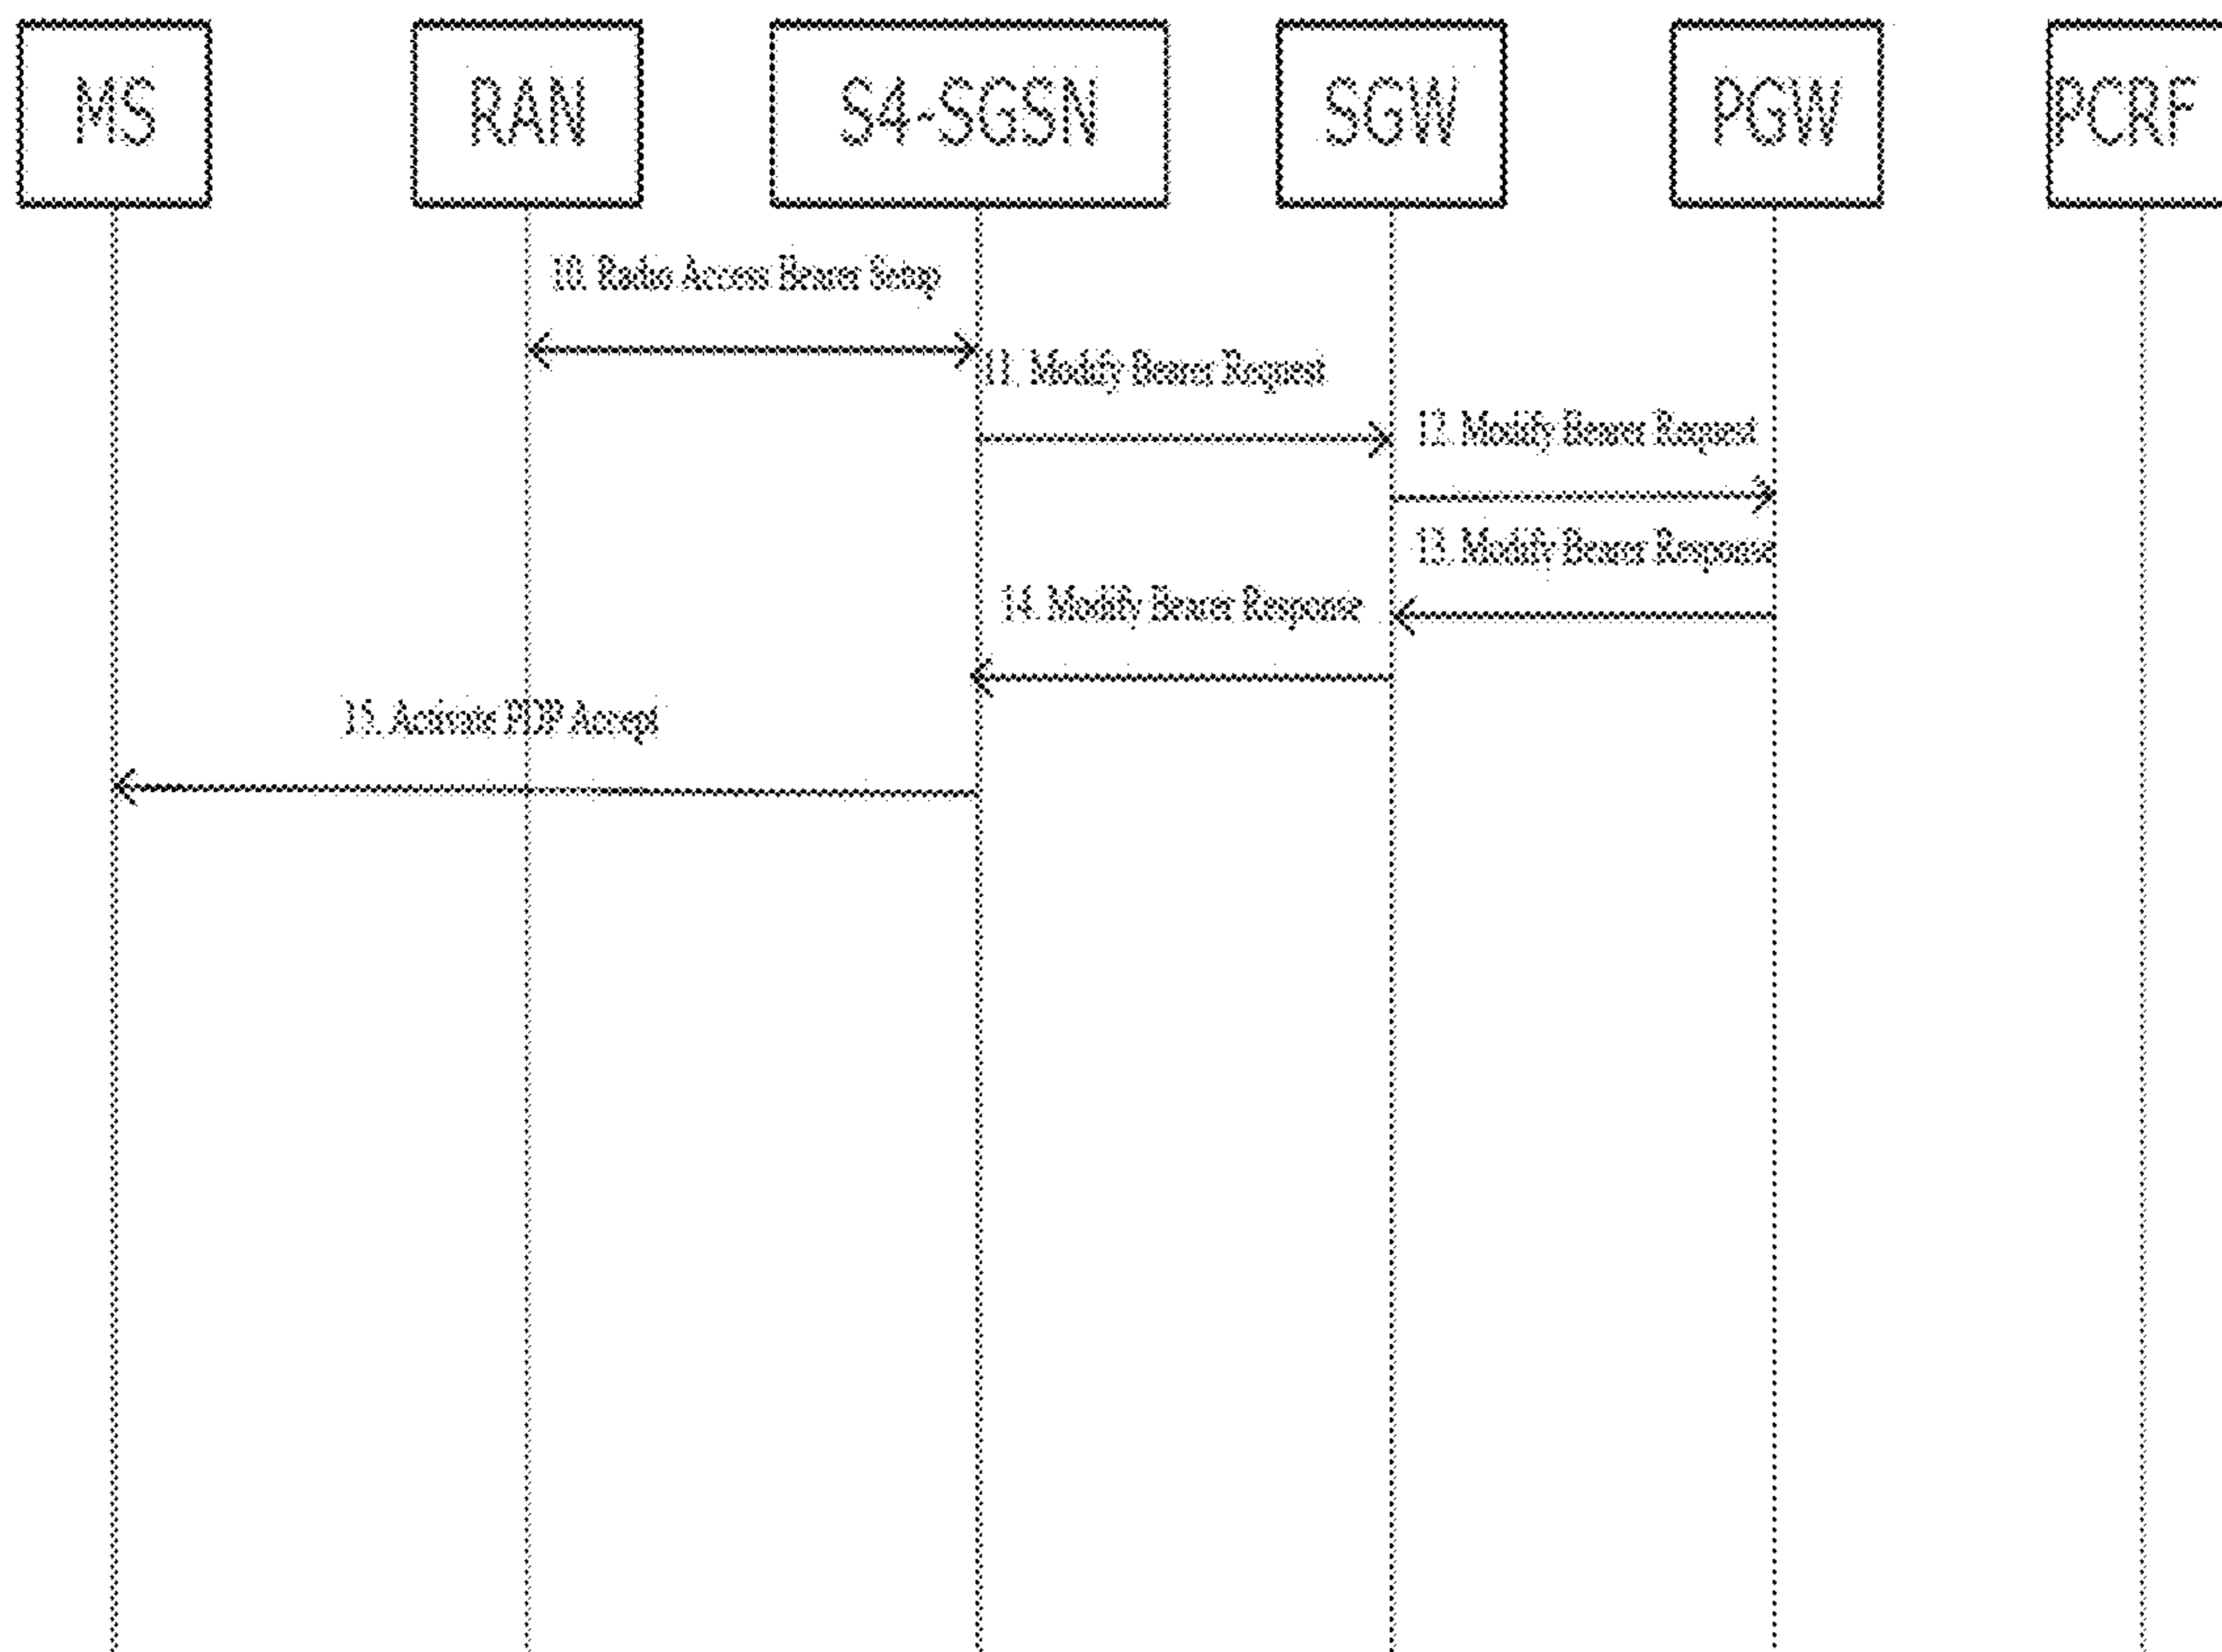 MS
RAN
S4-SGSN
SGW
PGW
PCRF
10. Radio Access Bearer Setup
11. Modify Bearer Request
12. Modify Bearer Request
13. Modify Bearer Response
14. Modify Bearer Response
15. Activate PDP Accept